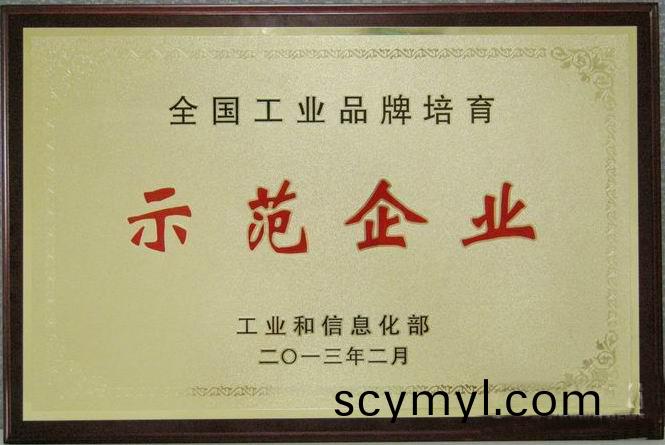 全国工业品牌培育
示范企业
工业和信息化部
二〇一三年二月
scymyl.com